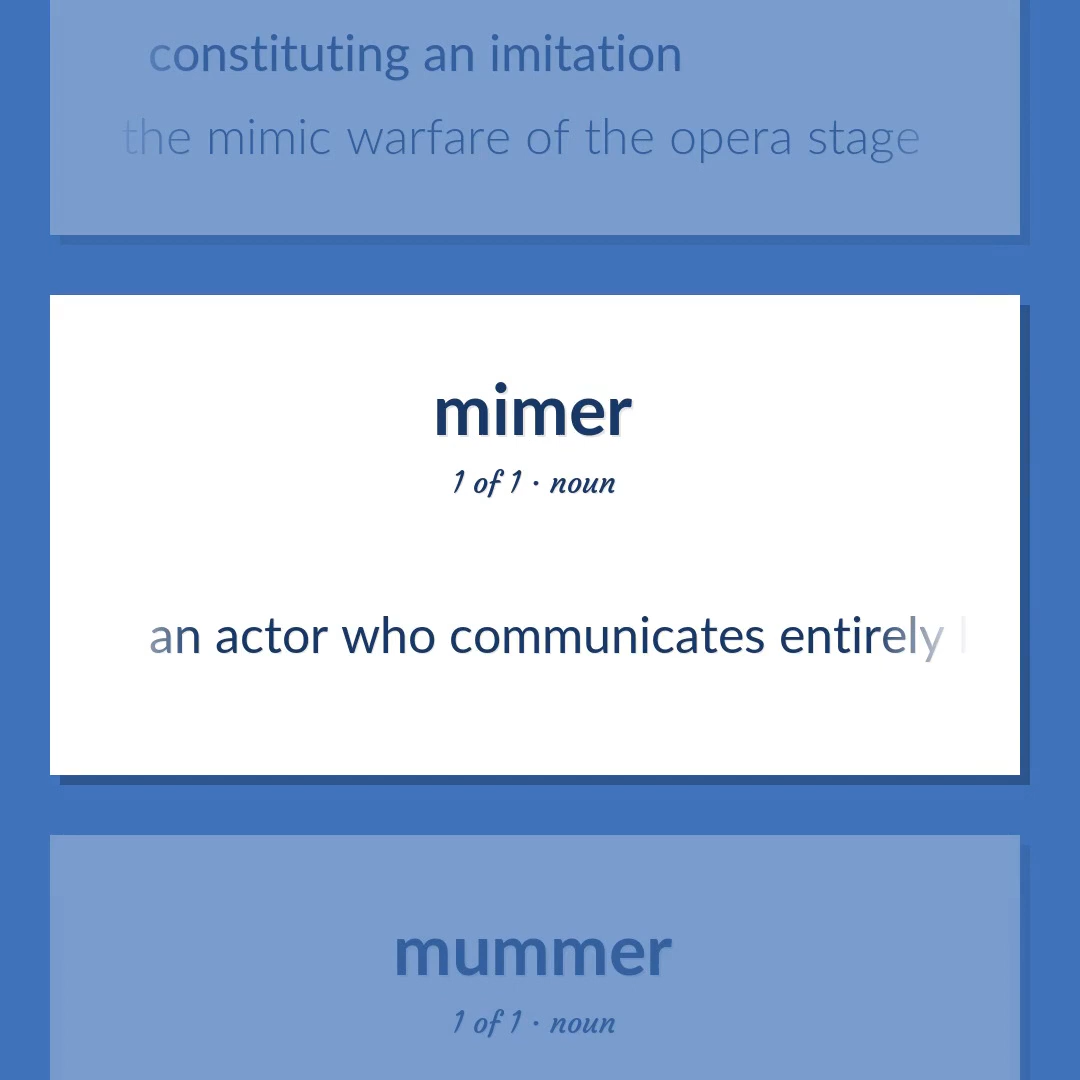 constituting an imitation
the mimic warfare of the opera stage
mimer
1 of 1 · noun
an actor who communicates entirely
mummer
1 of 1 · noun